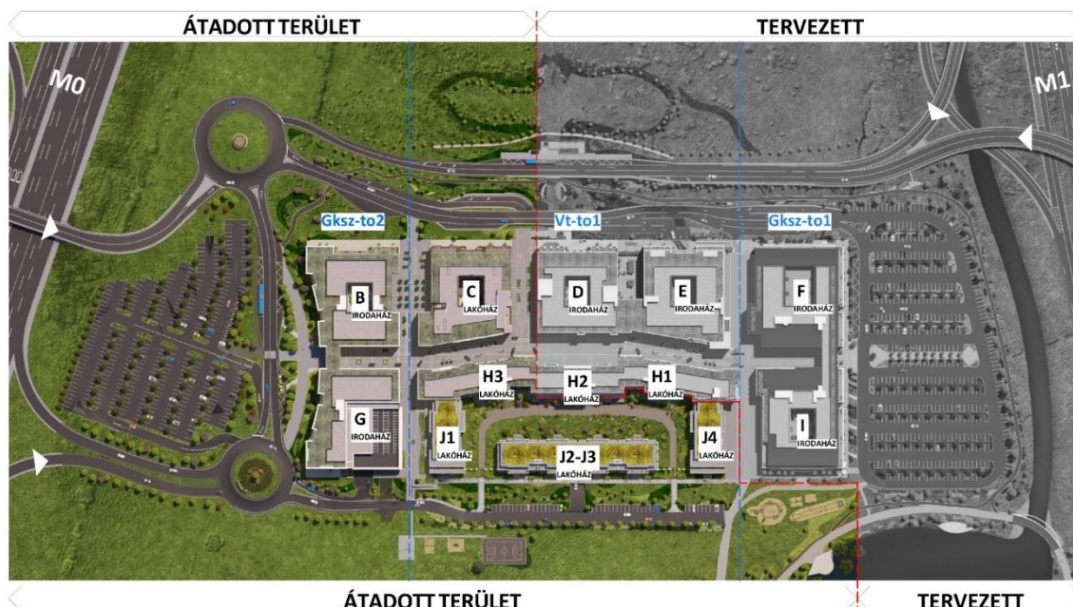 ÁTADOTT TERÜLET
TERVEZETT
M0
M1
Gksz-to2
Vt-to1
Gksz-to1
B
IRODAHÁZ
C
LAKÓHÁZ
D
IRODAHÁZ
E
IRODAHÁZ
F
IRODAHÁZ
H3
LAKÓHÁZ
H2
LAKÓHÁZ
H1
LAKÓHÁZ
G
IRODAHÁZ
J1
LAKÓHÁZ
J2-J3
LAKÓHÁZ
J4
LAKÓHÁZ
I
IRODAHÁZ
ÁTADOTT TERÜLET
TERVEZETT